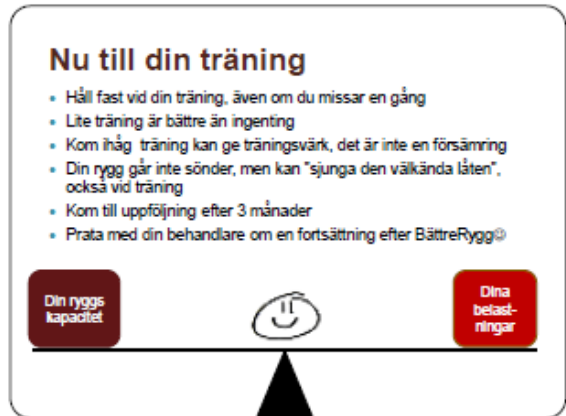 Nu till din träning
• Håll fast vid din träning, även om du missar en gång
• Lite träning är bättre än ingenting
• Kom ihåg träning kan ge träningsvärk, det är inte en försämring
• Din rygg går inte sönder, men kan "sjunga den välkända låten",
också vid träning
• Kom till uppföljning efter 3 månader
• Prata med din behandlare om en fortsättning efter BättreRygg☺
Din ryggs
kapacitet
Dina
belast-
ningar